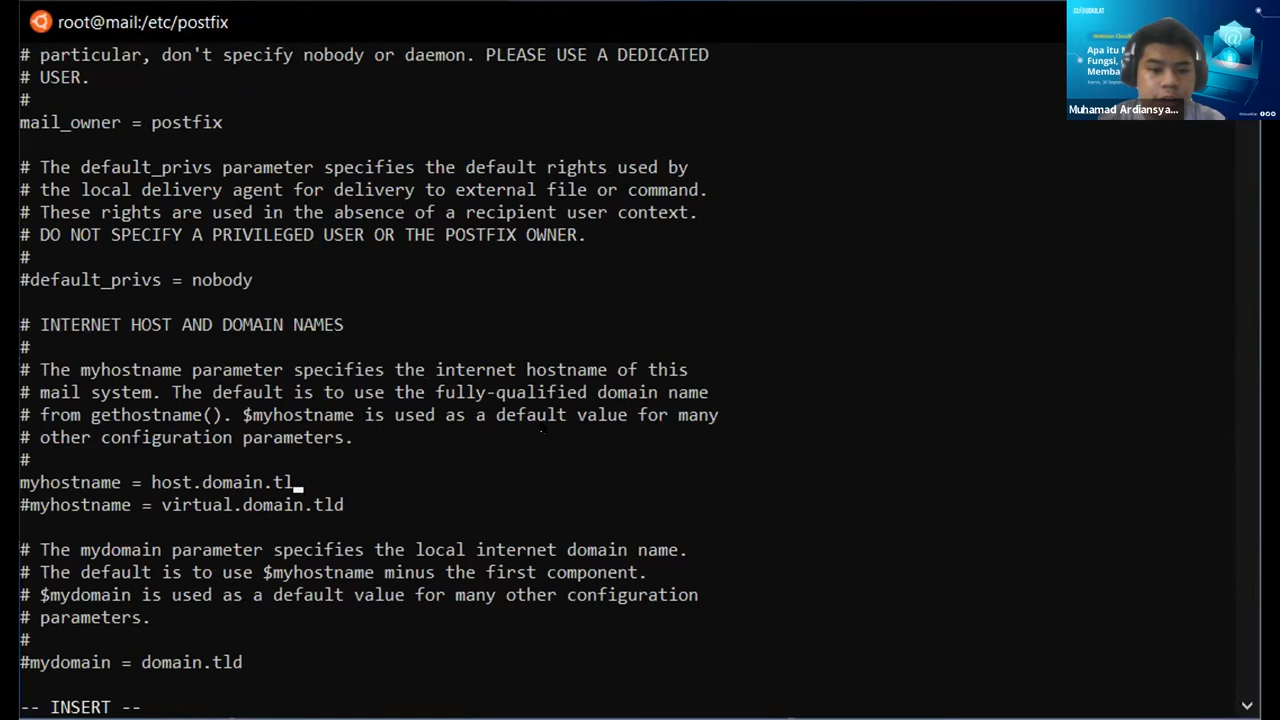 root@mail:/etc/postfix
# particular, don't specify nobody or daemon. PLEASE USE A DEDICATED
# USER.
#
mail_owner = postfix
# The default_privs parameter specifies the default rights used by
# the local delivery agent for delivery to external file or command.
# These rights are used in the absence of a recipient user context.
# DO NOT SPECIFY A PRIVILEGED USER OR THE POSTFIX OWNER.
#
#default_privs = nobody
# INTERNET HOST AND DOMAIN NAMES
#
# The myhostname parameter specifies the internet hostname of this
# mail system. The default is to use the fully-qualified domain name
# from gethostname(). $myhostname is used as a default value for many
# other configuration parameters.
#
myhostname = host.domain.tl
#myhostname = virtual.domain.tld
# The mydomain parameter specifies the local internet domain name.
# The default is to use $myhostname minus the first component.
# $mydomain is used as a default value for many other configuration
# parameters.
#
#mydomain = domain.tld
-- INSERT --
Apa itu
Fungsi,
Memba
Muhamad Ardiansya...